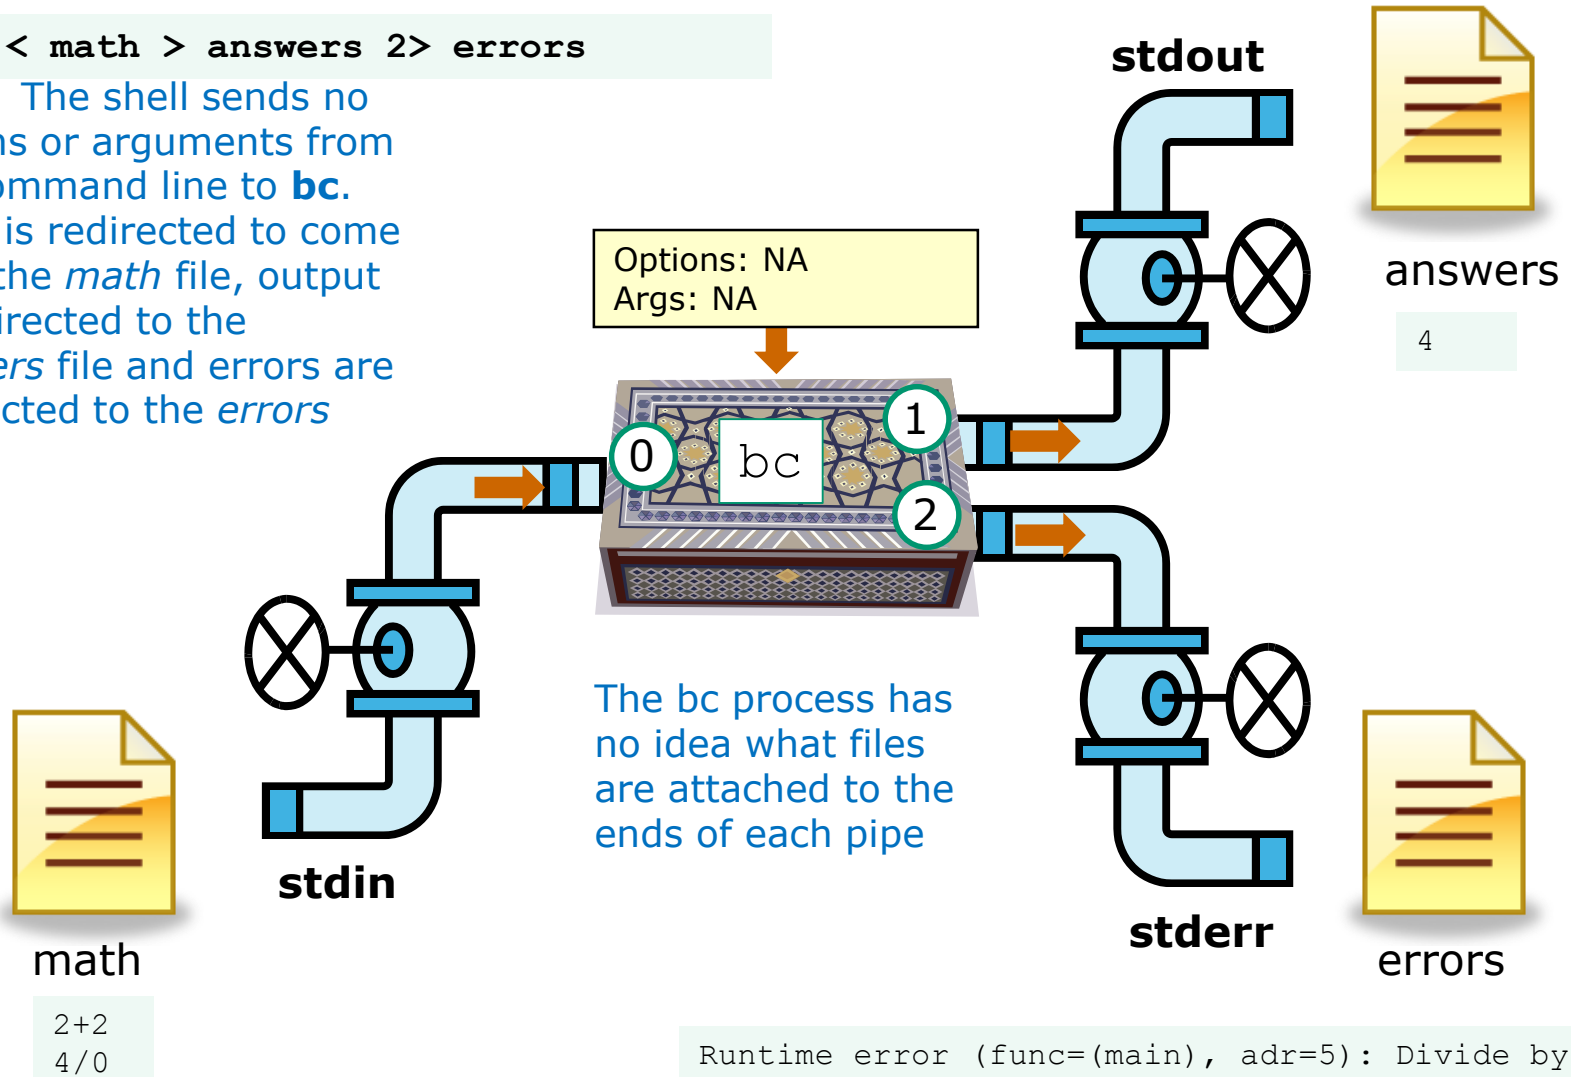 < math > answers 2> errors
The shell sends no
ns or arguments from
ommand line to bc.
is redirected to come
the math file, output
irected to the
ers file and errors are
cted to the errors
Options: NA
Args: NA
stdout
answers
4
0
bc
1
2
The bc process has
no idea what files
are attached to the
ends of each pipe
stdin
math
2+2
4/0
stderr
errors
Runtime error (func=(main), adr=5): Divide by